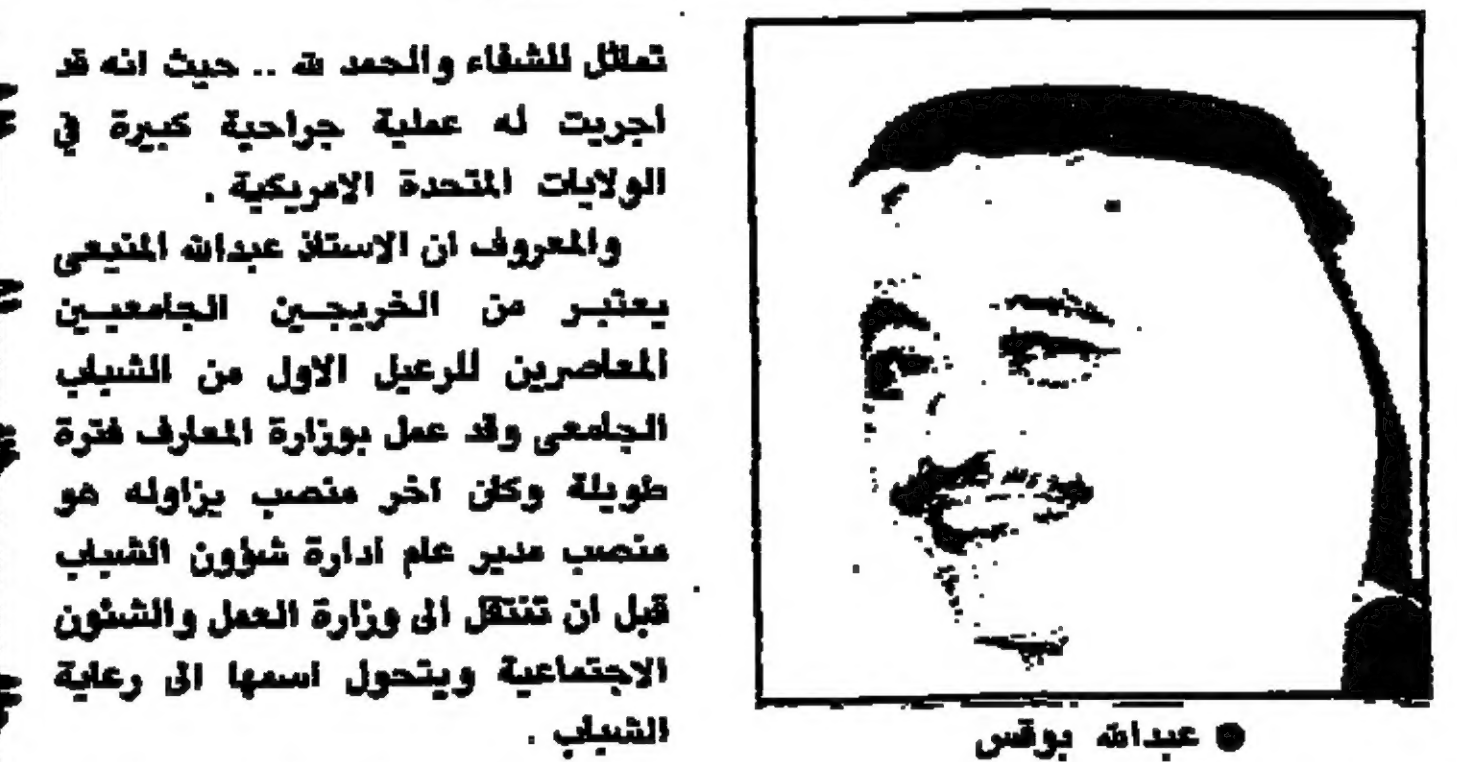 تماثل للشفاء والحمد لله .. حيث انه قد
اجريت له عملية جراحية كبيرة في
الولايات المتحدة الامريكية .
والمعروف ان الاستاذ عبدالله المنيعى
يعتبر من الخريجين الجامعيين
المعاصرين للرعيل الاول من الشباب
الجامعى وقد عمل بوزارة المعارف فترة
طويلة وكان اخر منصب يزاوله هو
منصب مدير عام ادارة شؤون الشباب
قبل ان تنتقل الى وزارة العمل والشئون
الاجتماعية ويتحول اسمها الى رعاية
الشباب .
● عبدالله بوقس